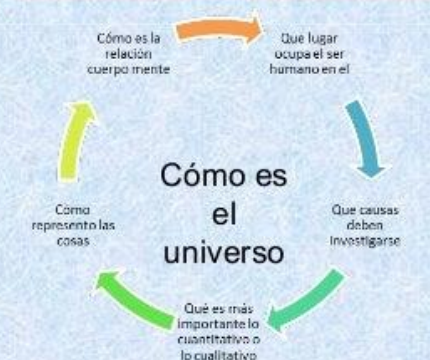 Cómo es la
relación
cuerpo mente
Que lugar
ocupa el ser
humano en el
Que causas
deben
investigarse
Qué es más
importante lo
cuantitativo o
lo cualitativo
Cómo
represento las
cosas
Cómo es
el
universo